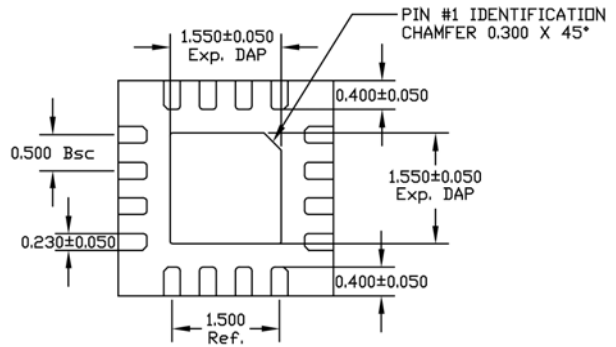 PIN #1 IDENTIFICATION
CHAMFER 0.300 X 45°
1.550±0.050
Exp. DAP
0.400±0.050
0.500 Bsc
1.550±0.050
Exp. DAP
0.230±0.050
0.400±0.050
1.500
Ref.